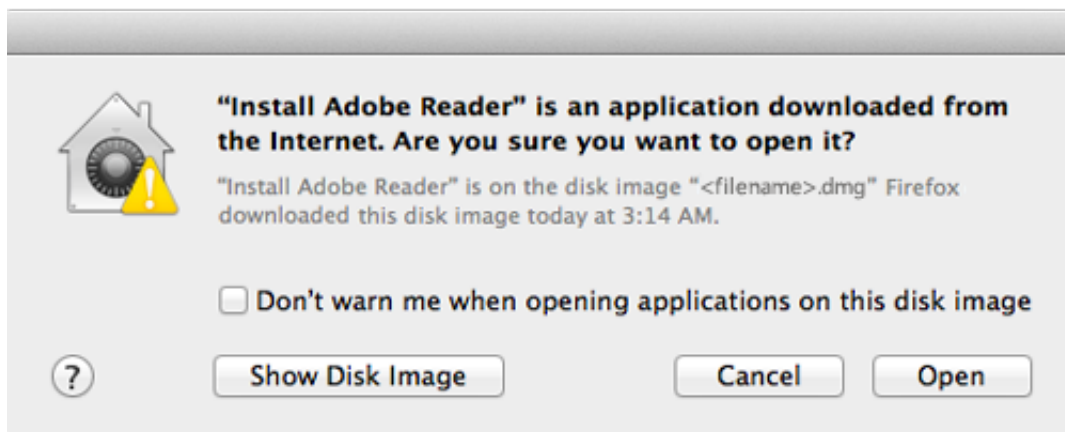 “Install Adobe Reader” is an application downloaded from
the Internet. Are you sure you want to open it?
“Install Adobe Reader” is on the disk image “<filename>.dmg” Firefox
downloaded this disk image today at 3:14 AM.
Don’t warn me when opening applications on this disk image
? Show Disk Image Cancel Open